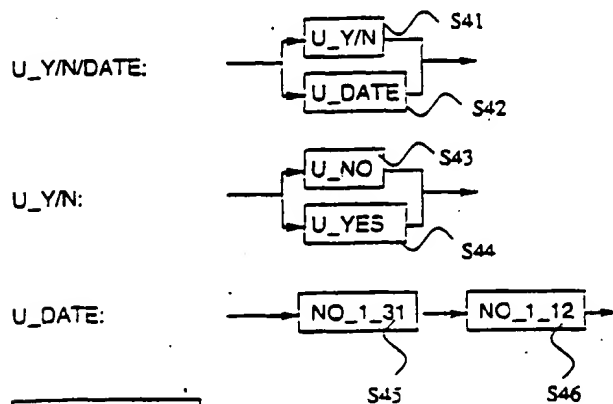 S41
U_Y/N
U_Y/N/DATE:
U_DATE
S42
S43
U_NO
U_Y/N:
U_YES
S44
U_DATE:
NO_1_31
NO_1_12
S45
S46